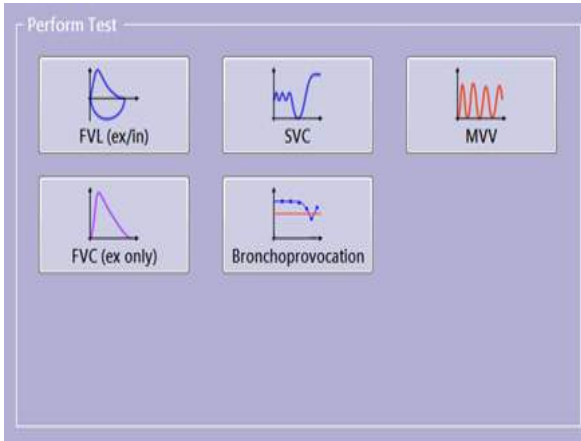 Perform Test
FVL (ex/in)
SVC
MVV
FVC (ex only)
Bronchoprovocation